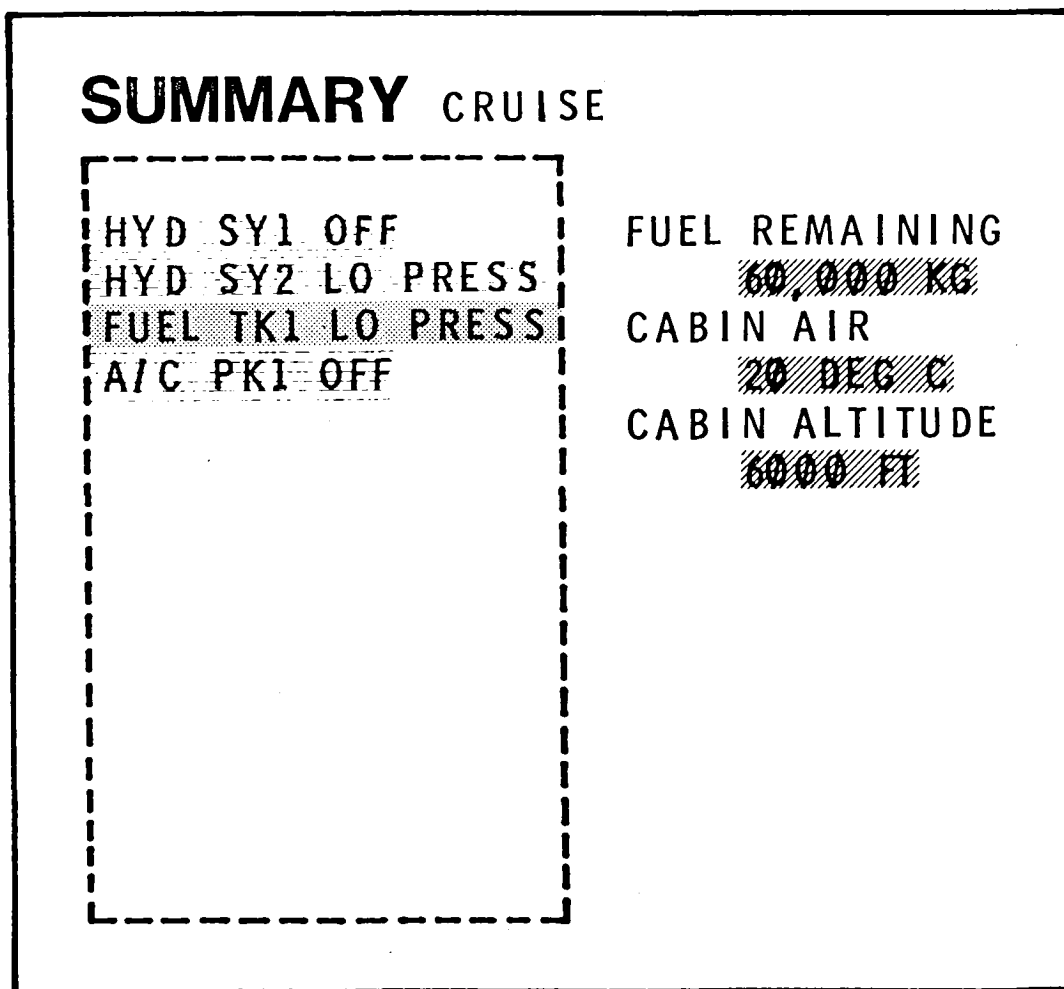 SUMMARY CRUISE
HYD SY1 OFF
HYD SY2 LO PRESS
FUEL TK1 LO PRESS
A/C PK1 OFF
FUEL REMAINING
60,000 KG
CABIN AIR
20 DEG C
CABIN ALTITUDE
6000 FT